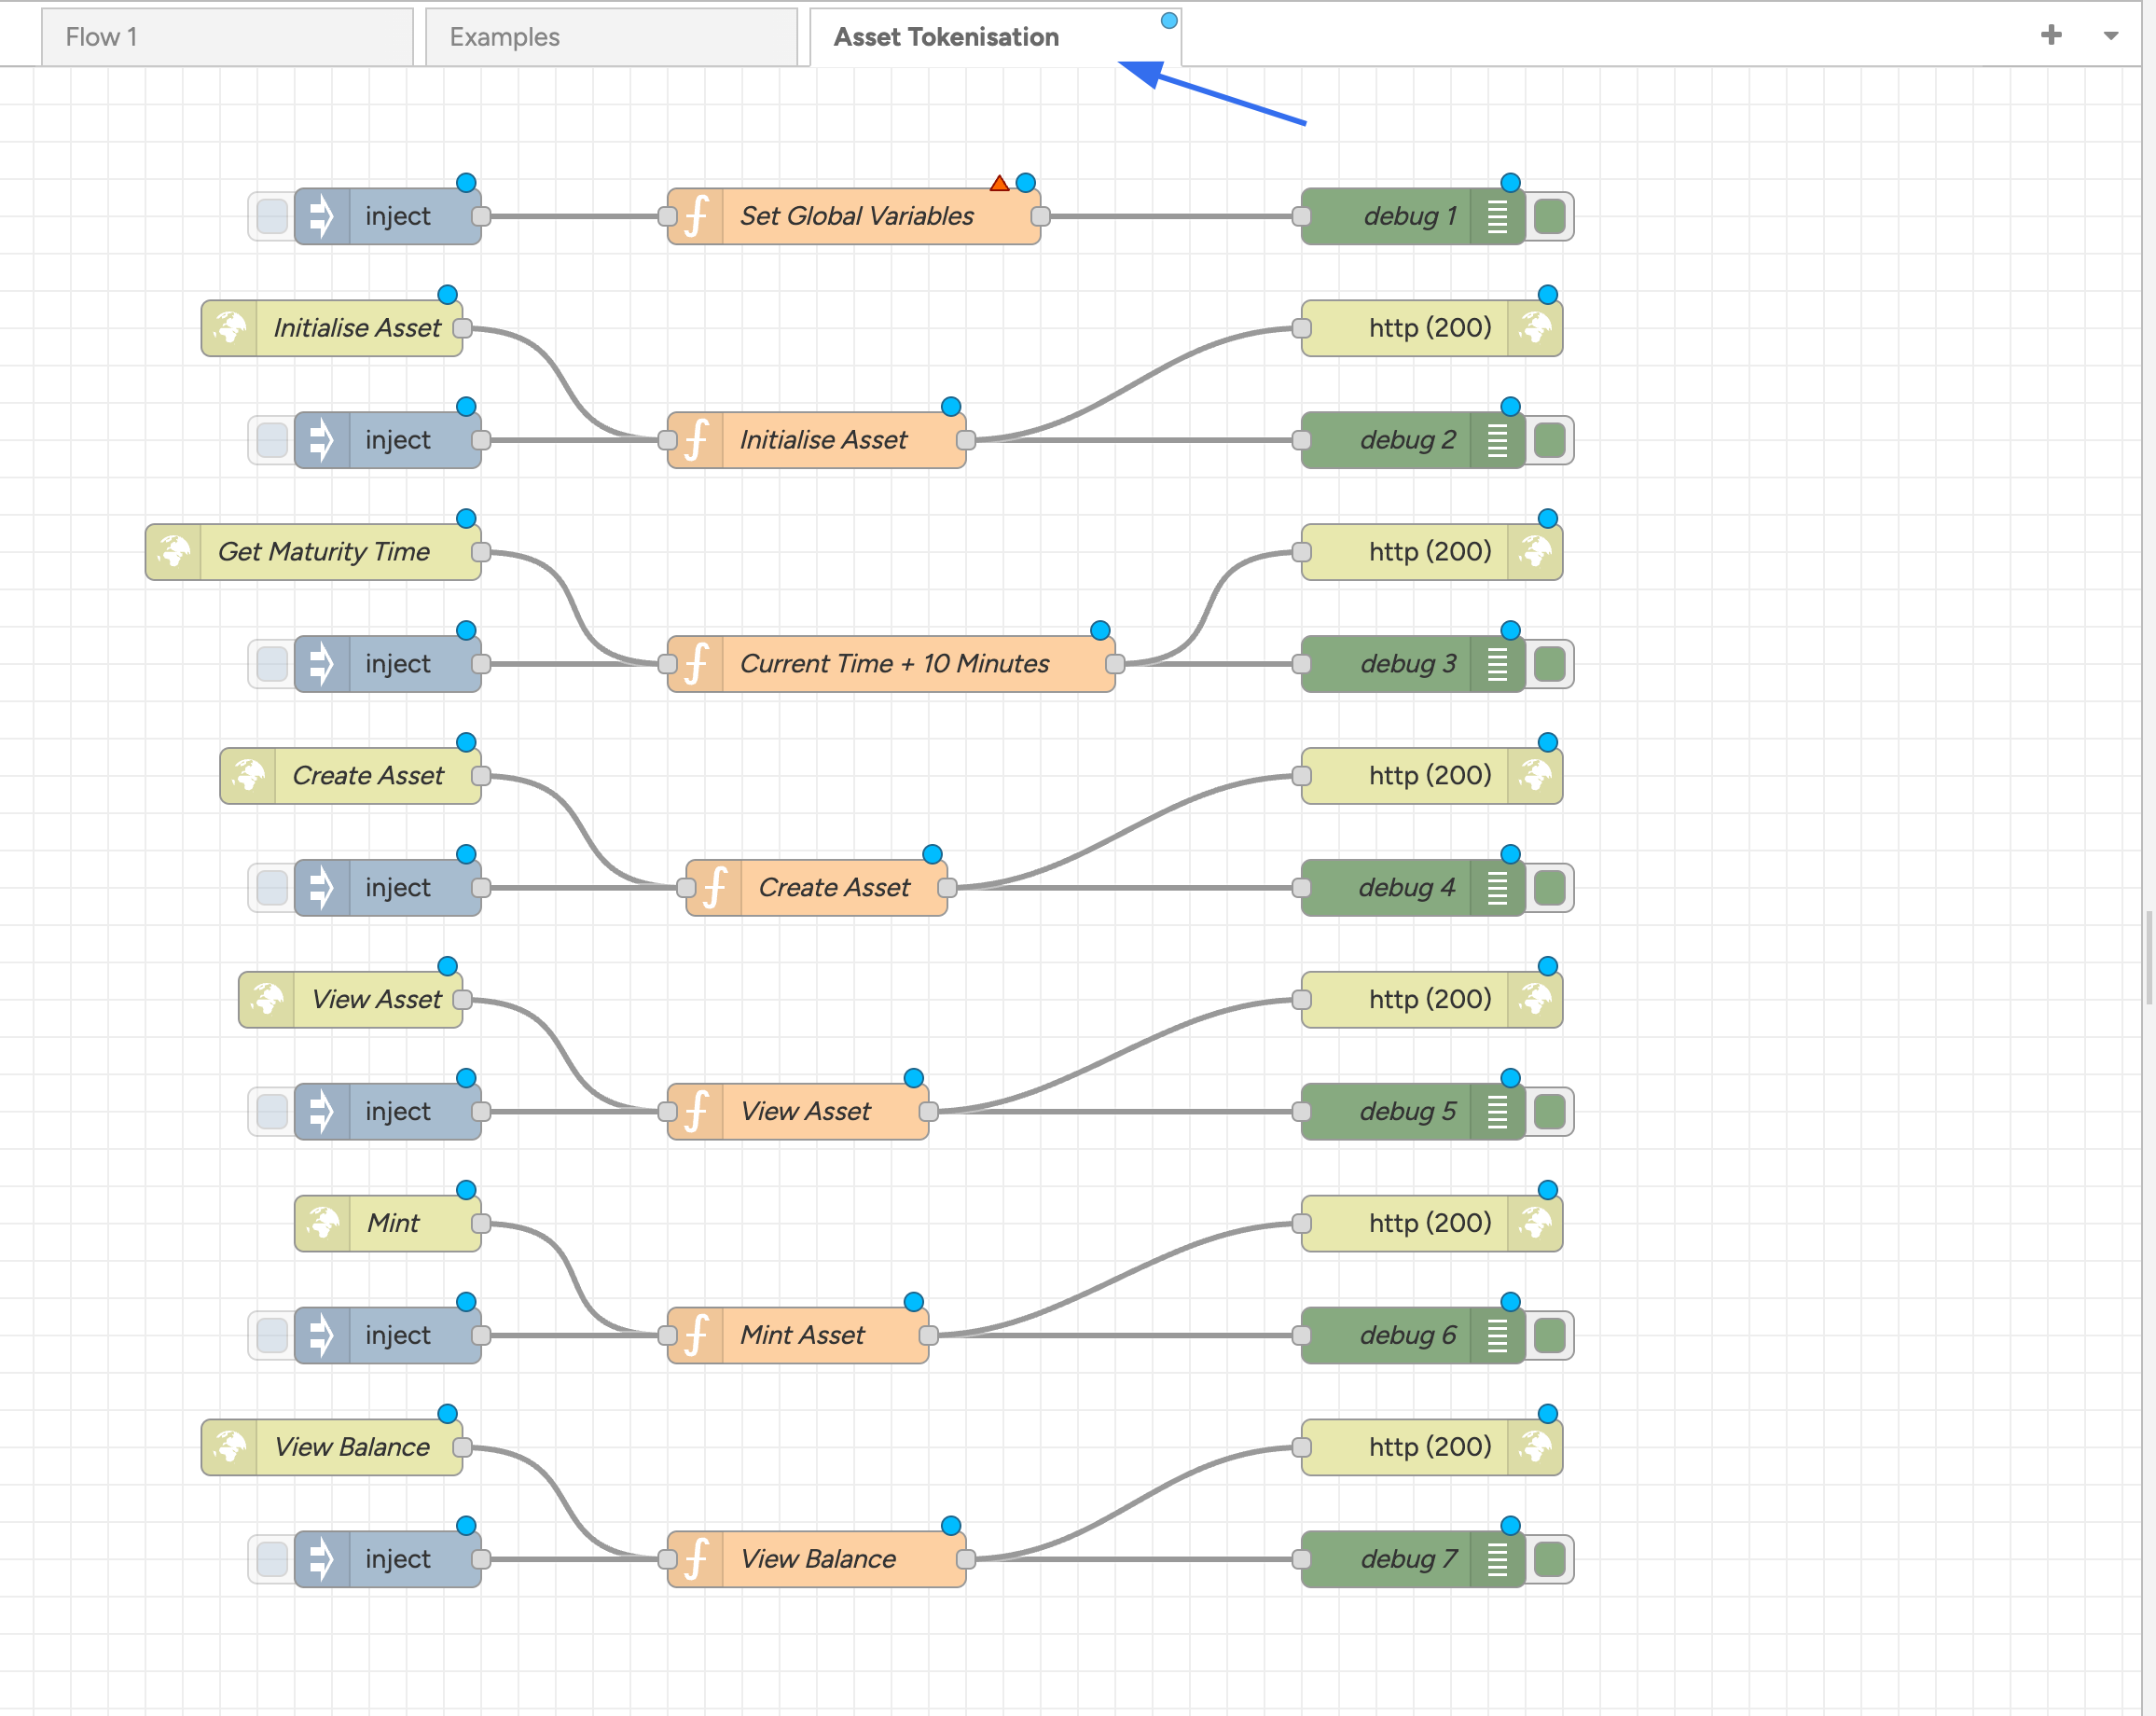 Flow 1
Examples
Asset Tokenisation
inject
Set Global Variables
debug 1
Initialise Asset
http (200)
inject
Initialise Asset
debug 2
Get Maturity Time
http (200)
inject
Current Time + 10 Minutes
debug 3
Create Asset
http (200)
inject
Create Asset
debug 4
View Asset
http (200)
inject
View Asset
debug 5
Mint
http (200)
inject
Mint Asset
debug 6
View Balance
http (200)
inject
View Balance
debug 7